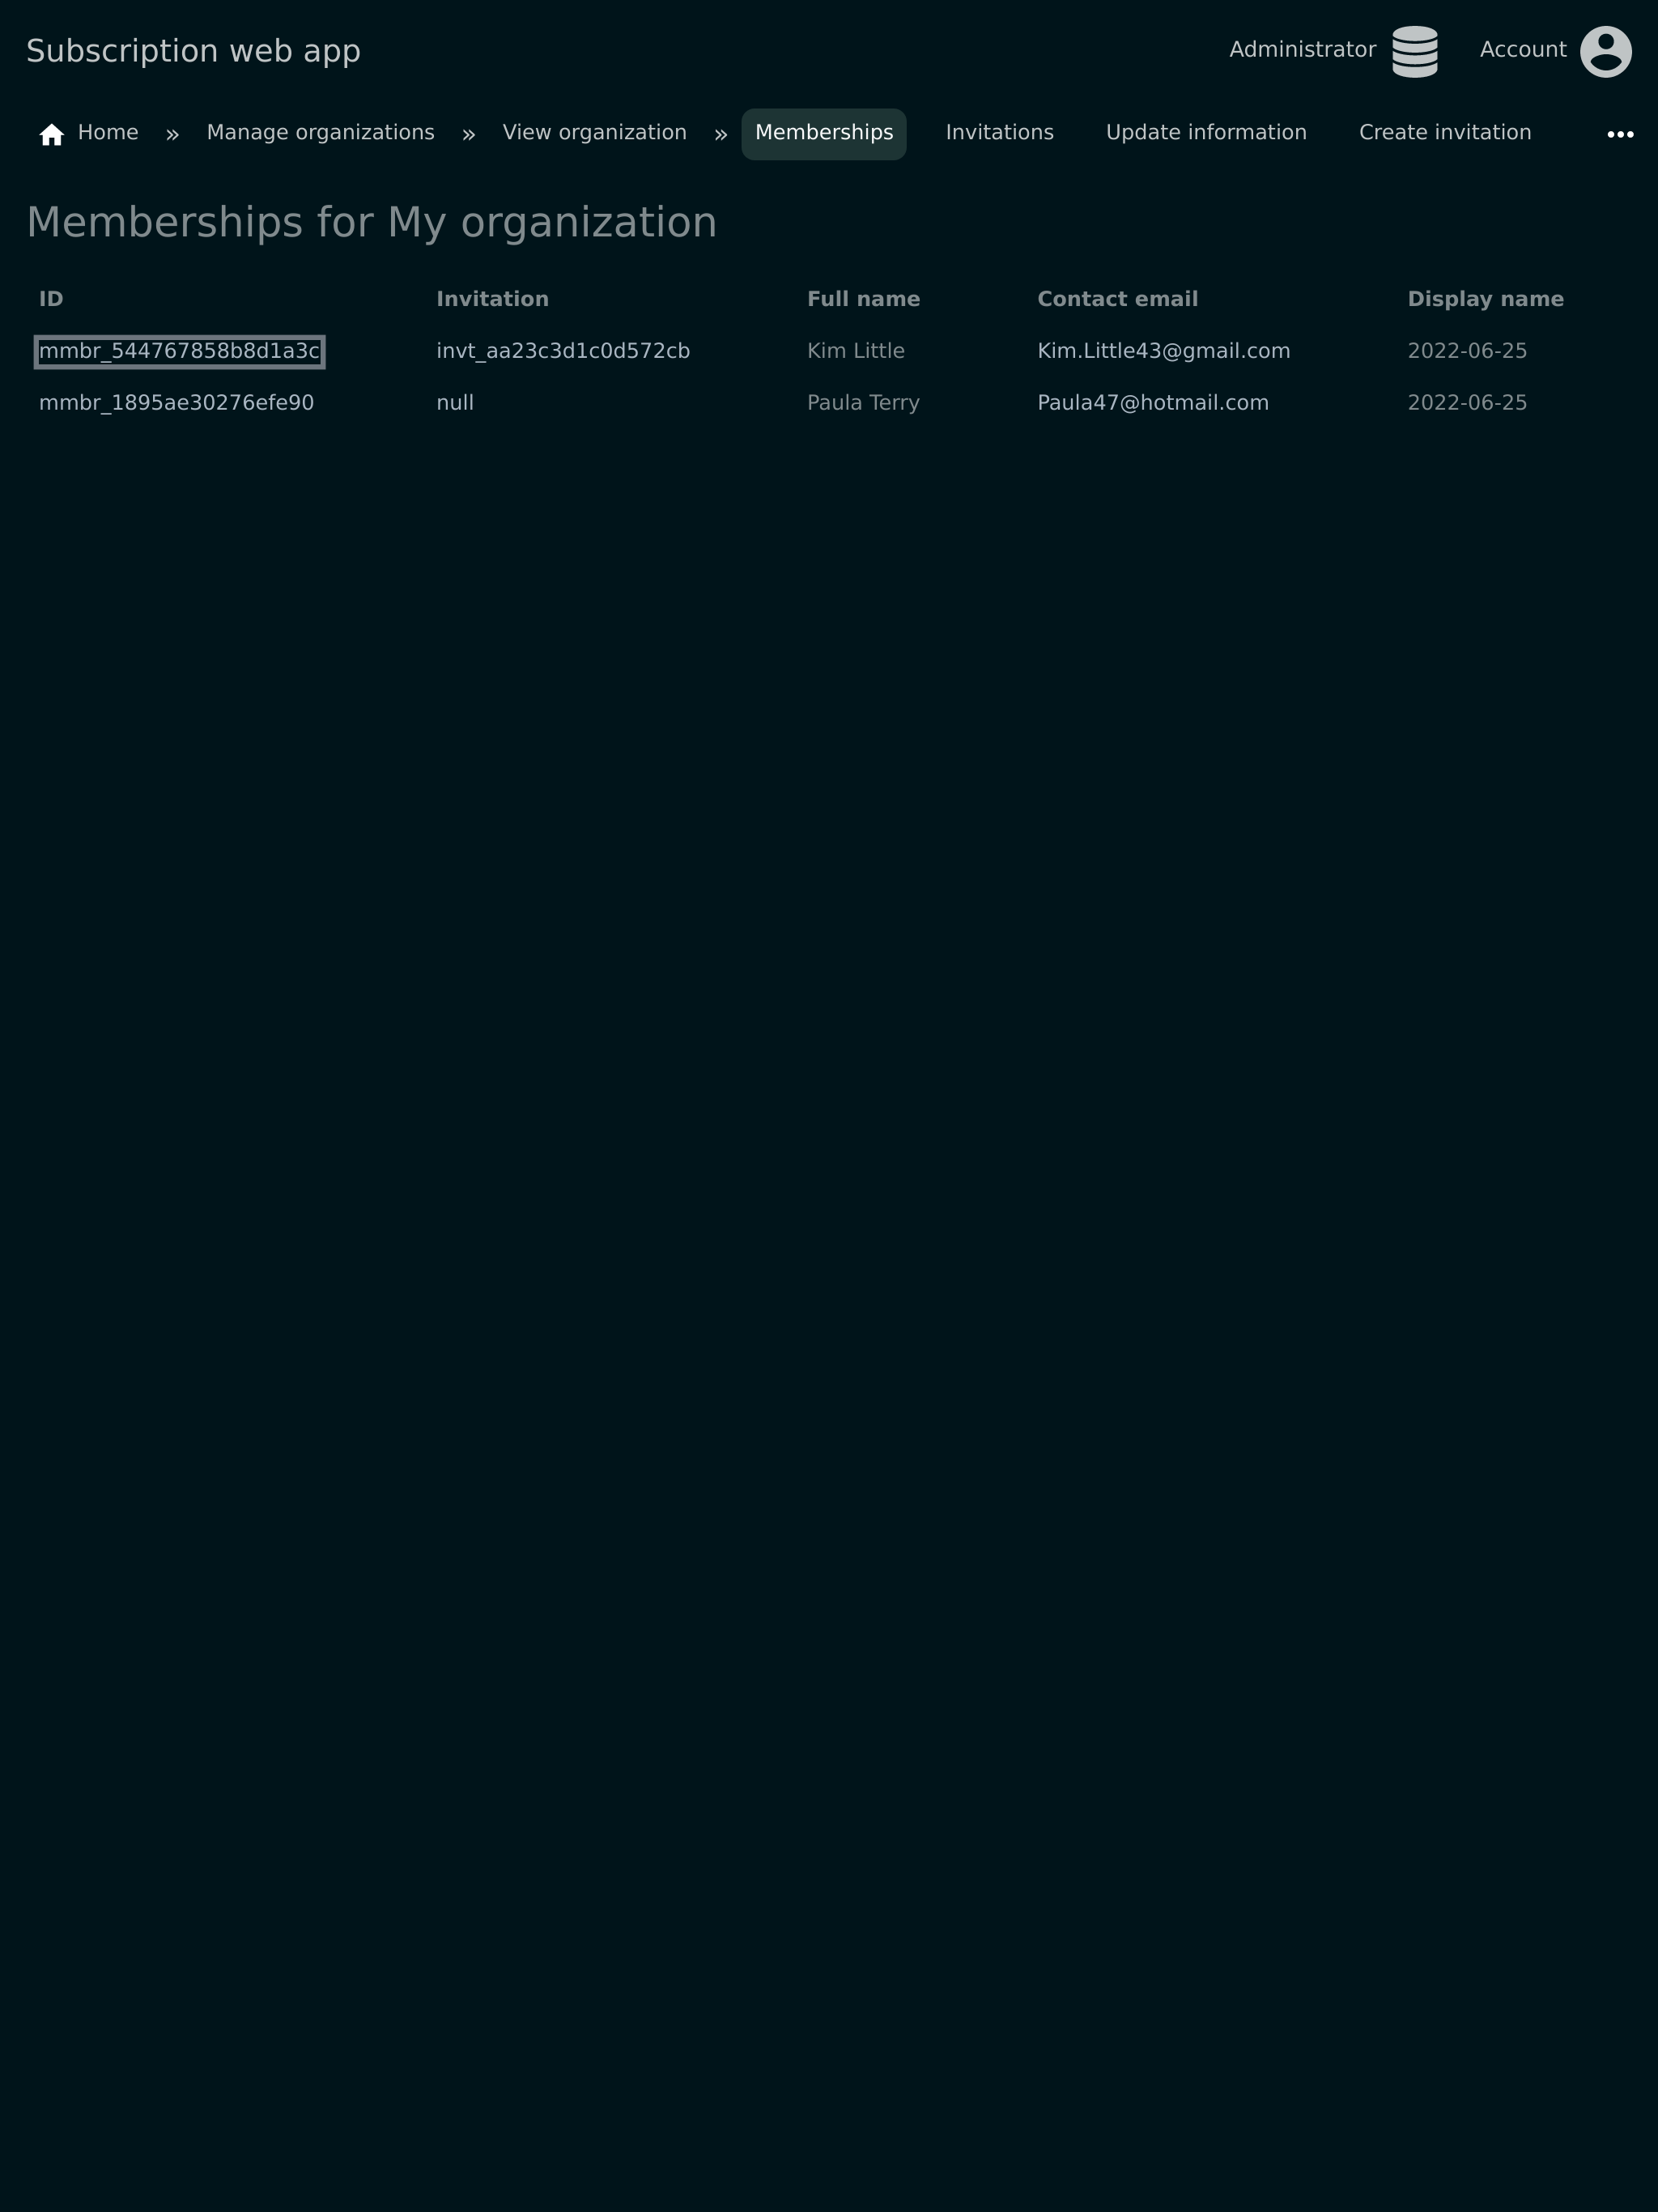 Subscription web app
Administrator Account
Home » Manage organizations » View organization » Memberships Invitations Update information Create invitation •••
Memberships for My organization
ID Invitation Full name Contact email Display name
mmbr_544767858b8d1a3c invt_aa23c3d1c0d572cb Kim Little Kim.Little43@gmail.com 2022-06-25
mmbr_1895ae30276efe90 null Paula Terry Paula47@hotmail.com 2022-06-25